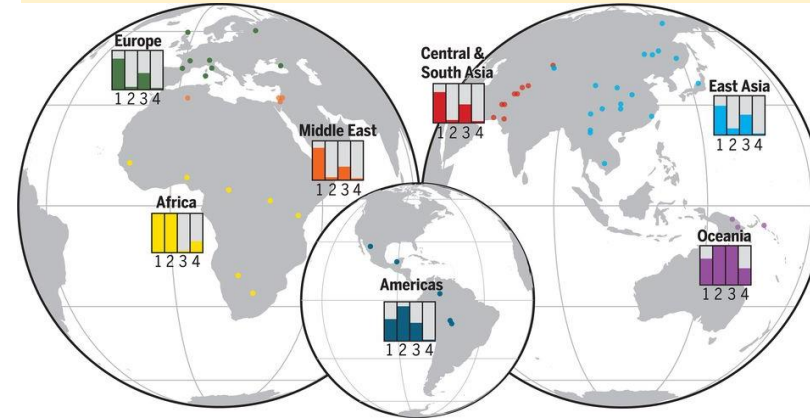 Europe
1 2 3 4
Middle East
1 2 3 4
Africa
1 2 3 4
Americas
1 2 3 4
Central &
South Asia
1 2 3 4
East Asia
1 2 3 4
Oceania
1 2 3 4